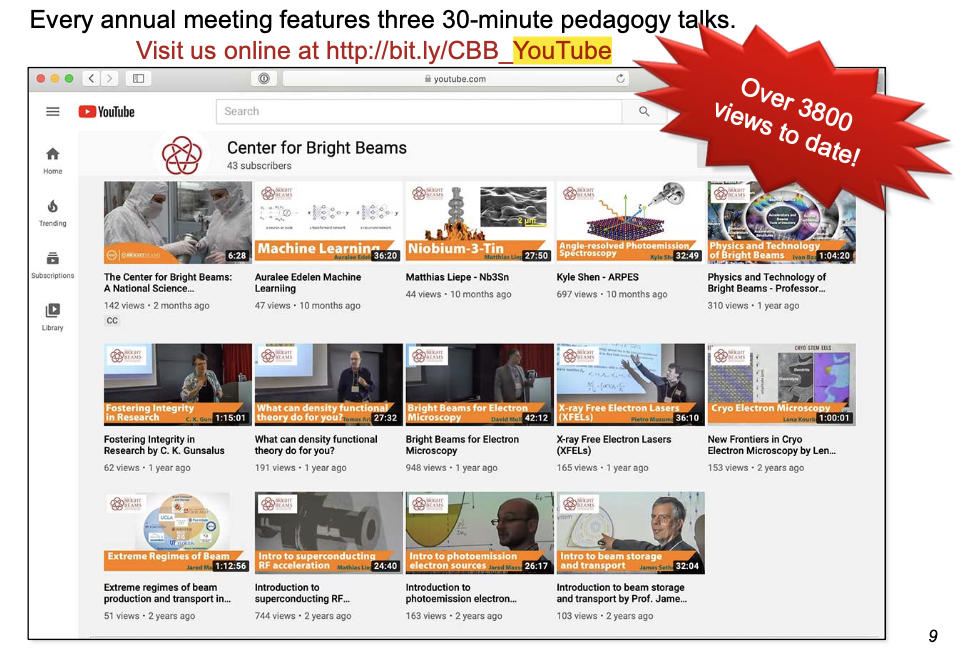 Every annual meeting features three 30-minute pedagogy talks.
Visit us online at http://bit.ly/CBB_YouTube
Over 3800
views to date!
youtube.com
YouTube
Search
Center for Bright Beams
43 subscribers
Home
Trending
Subscriptions
Library
6:28
The Center for Bright Beams:
A National Science...
142 views • 2 months ago
CC
Machine Learning
36:20
Auralee Edelen Machine
Learniing
47 views • 10 months ago
2 µm
Niobium-3-Tin
27:50
Matthias Liepe - Nb3Sn
44 views • 10 months ago
Angle-resolved Photoemission
Spectroscopy
32:49
Kyle Shen - ARPES
697 views • 10 months ago
Physics and Technology
of Bright Beams
1:04:20
Physics and Technology of
Bright Beams - Professor...
310 views • 1 year ago
Fostering Integrity
in Research
1:15:01
Fostering Integrity in
Research by C. K. Gunsalus
62 views • 1 year ago
What can density functional
theory do for you?
27:32
What can density functional
theory do for you?
191 views • 1 year ago
Bright Beams for Electron
Microscopy
42:12
Bright Beams for Electron
Microscopy
948 views • 1 year ago
X-ray Free Electron Lasers
(XFELs)
36:10
X-ray Free Electron Lasers
(XFELs)
165 views • 1 year ago
CRYO STEM EELS
Cryo Electron Microscopy
1:00:01
New Frontiers in Cryo
Electron Microscopy by Len...
153 views • 2 years ago
Extreme Regimes of Beam
1:12:56
Extreme regimes of beam
production and transport in...
51 views • 2 years ago
Intro to superconducting
RF acceleration
24:40
Introduction to
superconducting RF...
744 views • 2 years ago
Intro to photoemission
electron sources
26:17
Introduction to
photoemission electron...
163 views • 2 years ago
Intro to beam storage
and transport
32:04
Introduction to beam storage
and transport by Prof. Jame...
103 views • 2 years ago
9